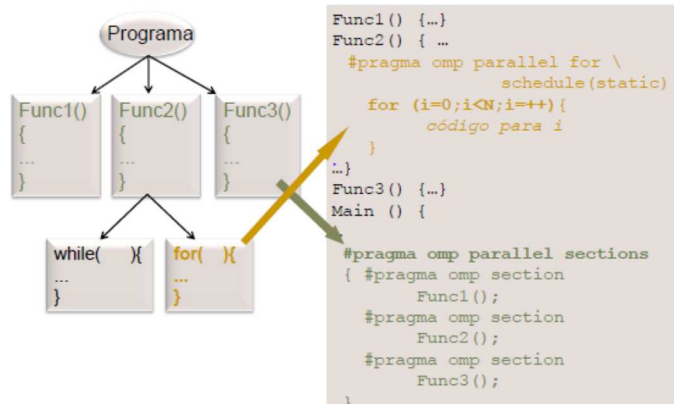 Programa
Func1()
{
...
}
Func2()
{
...
}
Func3()
{
...
}
while(    ){
...
}
for(    ){
...
}
Func1() {…}
Func2() { …
#pragma omp parallel for \
schedule(static)
for (i=0;i<N;i=++){
código para i
}
…}
Func3() {…}
Main () {
#pragma omp parallel sections
{ #pragma omp section
Func1();
#pragma omp section
Func2();
#pragma omp section
Func3();
}